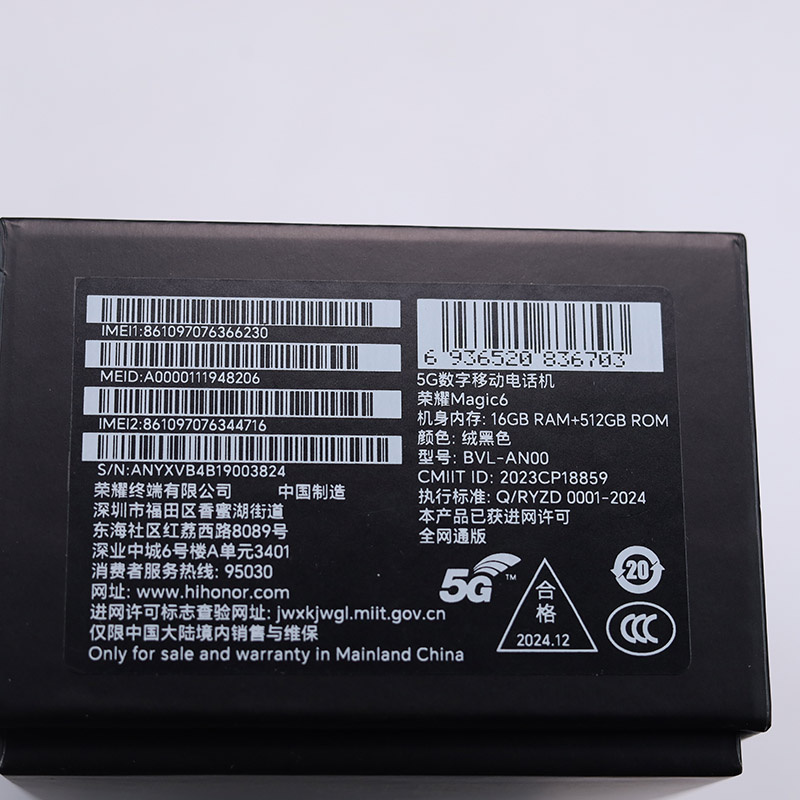 IMEI1:861097076366230
MEID:A0000111948206
IMEI2:861097076344716
S/N:ANYXVB4B19003824
荣耀终端有限公司 中国制造
深圳市福田区香蜜湖街道
东海社区红荔西路8089号
深业中城6号楼A单元3401
消费者服务热线: 95030
网址: www.hihonor.com
进网许可标志查验网址: jwxkjwgl.miit.gov.cn
仅限中国大陆境内销售与维保
Only for sale and warranty in Mainland China
6 936520 836703
5G数字移动电话机
荣耀Magic6
机身内存: 16GB RAM+512GB ROM
颜色: 绒黑色
型号: BVL-AN00
CMIIT ID: 2023CP18859
执行标准: Q/RYZD 0001-2024
本产品已获进网许可
全网通版
5G™
合格
2024.12
20
CCC